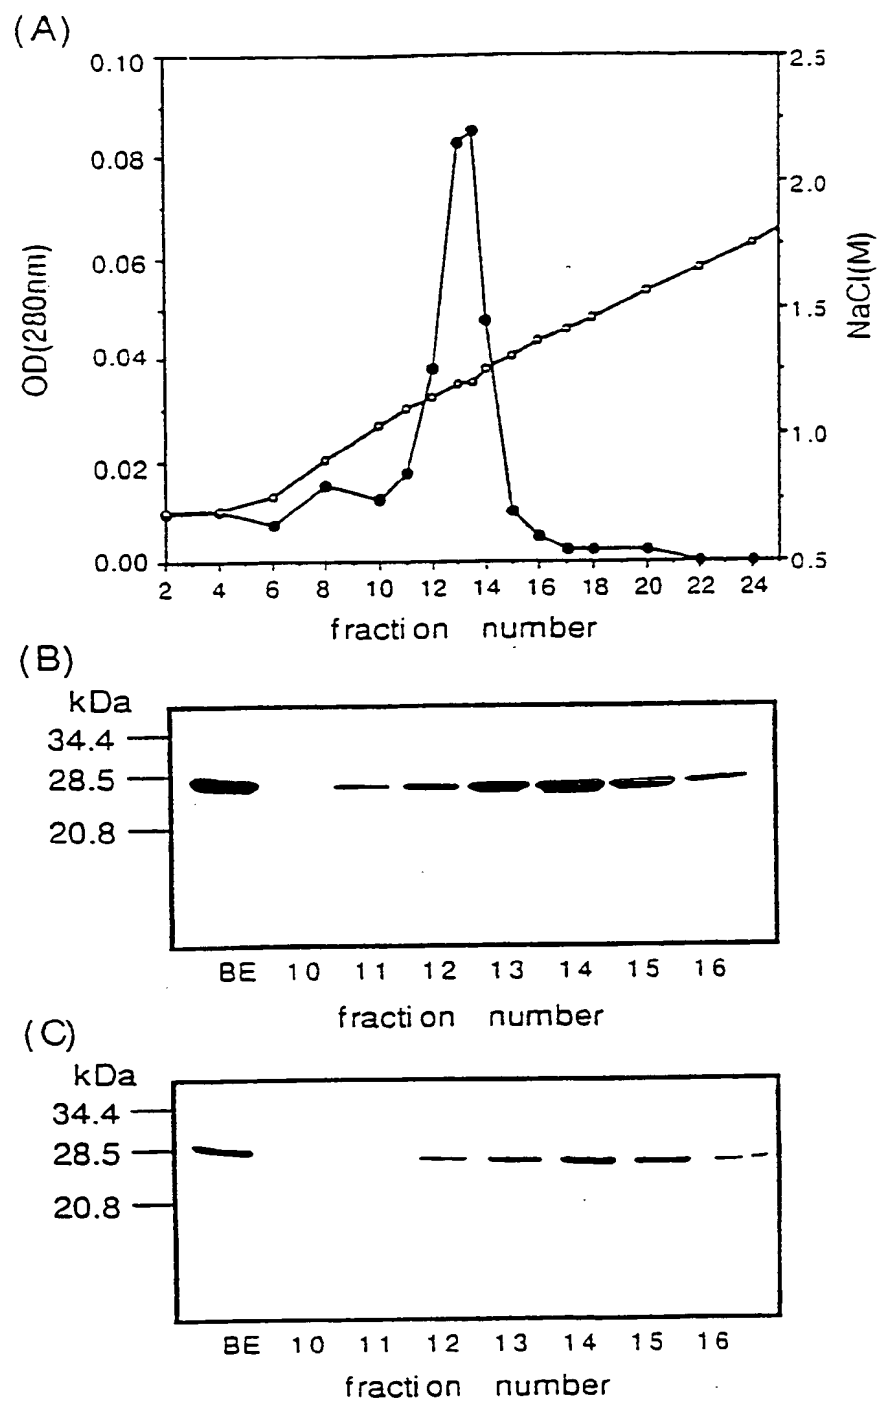 (A)
0.10
0.08
0.06
0.04
0.02
0.00
OD(280nm)
2.5
2.0
1.5
1.0
0.5
NaCl(M)
2 4 6 8 10 12 14 16 18 20 22 24
fraction number
(B)
kDa
34.4
28.5
20.8
BE 10 11 12 13 14 15 16
fraction number
(C)
kDa
34.4
28.5
20.8
BE 10 11 12 13 14 15 16
fraction number